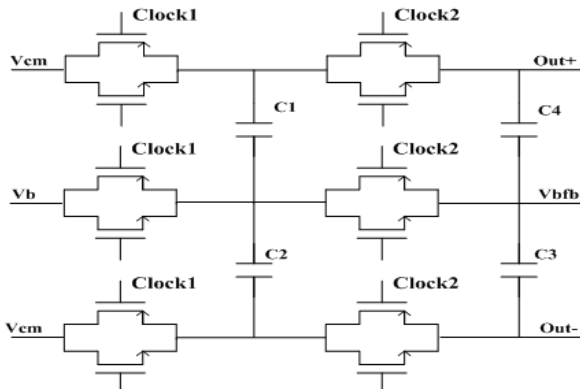 Clock1 Clock2
Vcm Out+
C1 C4
Clock1 Clock2
Vb Vbfb
C2 C3
Clock1 Clock2
Vcm Out-